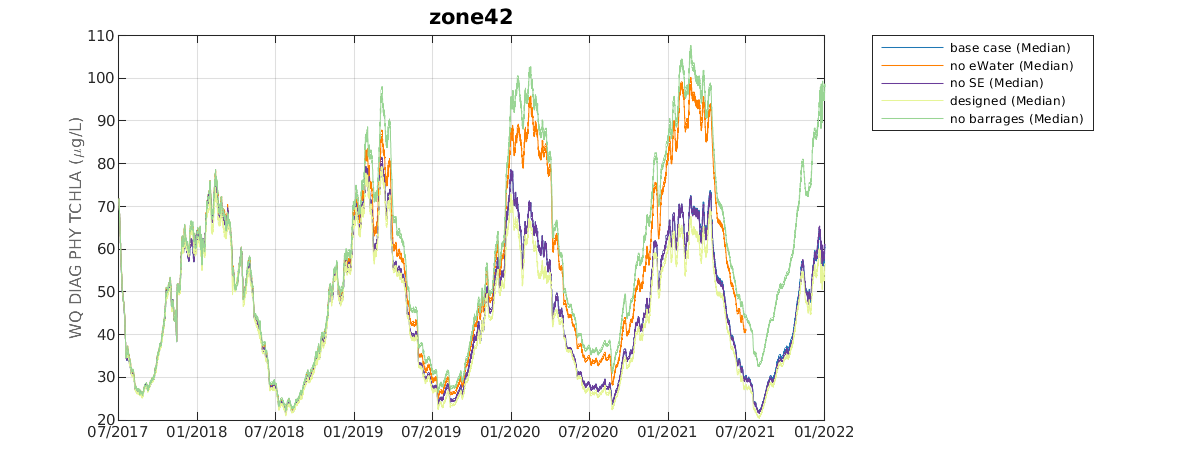 zone42
WQ DIAG PHY TCHLA (μg/L)
110
100
90
80
70
60
50
40
30
20
07/2017 01/2018 07/2018 01/2019 07/2019 01/2020 07/2020 01/2021 07/2021 01/2022
base case (Median)
no eWater (Median)
no SE (Median)
designed (Median)
no barrages (Median)